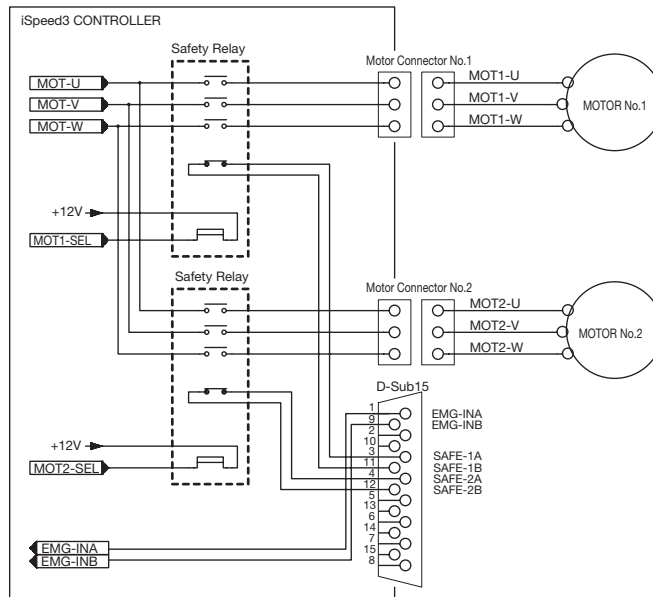 iSpeed3 CONTROLLER
Safety Relay
Motor Connector No.1
MOT-U
MOT1-U
MOT-V
MOT1-V
MOTOR No.1
MOT-W
MOT1-W
+12V
MOT1-SEL
Safety Relay
Motor Connector No.2
MOT2-U
MOT2-V
MOTOR No.2
MOT2-W
D-Sub15
+12V
MOT2-SEL
1
EMG-INA
9
EMG-INB
2
10
3
SAFE-1A
11
SAFE-1B
4
SAFE-2A
12
SAFE-2B
5
13
6
14
7
15
8
EMG-INA
EMG-INB